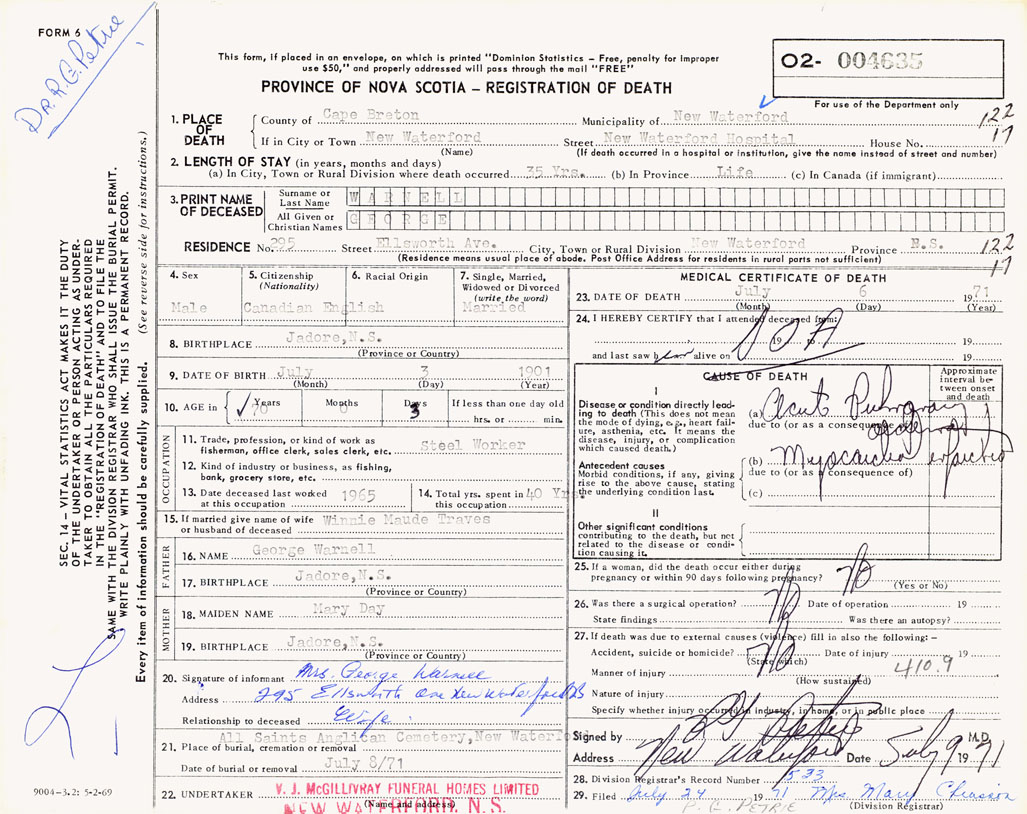 FORM 6
DR. R. G. Petrie
This form, if placed in an envelope, on which is printed "Dominion Statistics – Free, penalty for improper
use $50," and properly addressed will pass through the mail "FREE"
O2- 004635
For use of the Department only
PROVINCE OF NOVA SCOTIA – REGISTRATION OF DEATH
1. PLACE OF DEATH
County of Cape Breton Municipality of New Waterford 122
If in City or Town New Waterford Street New Waterford Hospital House No. 17
(Name) (If death occurred in a hospital or institution, give the name instead of street and number)
2. LENGTH OF STAY (in years, months and days)
(a) In City, Town or Rural Division where death occurred 35 Yrs. (b) In Province Life (c) In Canada (if immigrant)
3. PRINT NAME OF DECEASED
Surname or Last Name WARNELL
All Given or Christian Names GEORGE
RESIDENCE No. 295 Street Ellsworth Ave. City, Town or Rural Division New Waterford Province N.S. 122
(Residence means usual place of abode. Post Office Address for residents in rural parts not sufficient) 17
4. Sex
Male
5. Citizenship
(Nationality)
Canadian
6. Racial Origin
English
7. Single, Married,
Widowed or Divorced
(write the word)
Married
8. BIRTHPLACE Jadore,N.S.
(Province or Country)
9. DATE OF BIRTH July 3 1901
(Month) (Day) (Year)
10. AGE in Years Months Days If less than one day old
70 0 3 hrs. or min.
OCCUPATION
11. Trade, profession, or kind of work as
fisherman, office clerk, sales clerk, etc. Steel Worker
12. Kind of industry or business, as fishing,
bank, grocery store, etc.
13. Date deceased last worked
at this occupation 1965
14. Total yrs. spent in
this occupation 40 Yrs.
15. If married give name of wife
or husband of deceased Winnie Maude Traves
FATHER
16. NAME George Warnell
17. BIRTHPLACE Jadore,N.S.
(Province or Country)
MOTHER
18. MAIDEN NAME Mary Day
19. BIRTHPLACE Jadore,N.S.
(Province or Country)
20. Signature of informant Mrs. George Warnell
Address 295 Ellsworth Ave New Waterford NS
Relationship to deceased Wife
All Saints Anglican Cemetery,New Waterford
21. Place of burial, cremation or removal
Date of burial or removal July 8/71
22. UNDERTAKER V. J. McGILLIVRAY FUNERAL HOMES LIMITED
(Name and address)
NEW WATERFORD, N. S.
MEDICAL CERTIFICATE OF DEATH
23. DATE OF DEATH July 6 1971
(Month) (Day) (Year)
24. I HEREBY CERTIFY that I attended deceased from:
19 19
DOA
and last saw h alive on 19
CAUSE OF DEATH
Approximate
interval be-
tween onset
and death
I
Disease or condition directly lead-
ing to death (This does not mean
the mode of dying, e.g., heart fail-
ure, asthenia, etc. It means the
disease, injury, or complication
which caused death.)
(a) Acut Pulmonary
due to (or as a consequence of)
Antecedent causes
Morbid conditions, if any, giving
rise to the above cause, stating
the underlying condition last.
(b) Myocardial
due to (or as a consequence of)
(c)
II
Other significant conditions
contributing to the death, but not
related to the disease or condi-
tion causing it.
25. If a woman, did the death occur either during
pregnancy or within 90 days following pregnancy? No
(Yes or No)
26. Was there a surgical operation? No Date of operation 19
State findings Was there an autopsy?
27. If death was due to external causes (violence) fill in also the following:–
Accident, suicide or homicide? No Date of injury 19
(State which)
Manner of injury 410.9
(How sustained)
Nature of injury
Specify whether injury occurred in industry, in home, or in public place
Signed by R G Petrie M.D.
Address New Waterford Date July 9 1971
28. Division Registrar's Record Number 533
29. Filed July 24 1971 Mrs. Mary Chiasson
(Division Registrar)
P. G. PETRIE
SEC. 14 – VITAL STATISTICS ACT MAKES IT THE DUTY
OF THE UNDERTAKER OR PERSON ACTING AS UNDER-
TAKER TO OBTAIN ALL THE PARTICULARS REQUIRED
IN THE "REGISTRATION OF DEATH" AND TO FILE THE
SAME WITH THE DIVISION REGISTRAR WHO SHALL ISSUE THE BURIAL PERMIT.
WRITE PLAINLY WITH UNFADING INK. THIS IS A PERMANENT RECORD.
Every item of information should be carefully supplied. (See reverse side for instructions.)
9004-3.2: 5-2-69